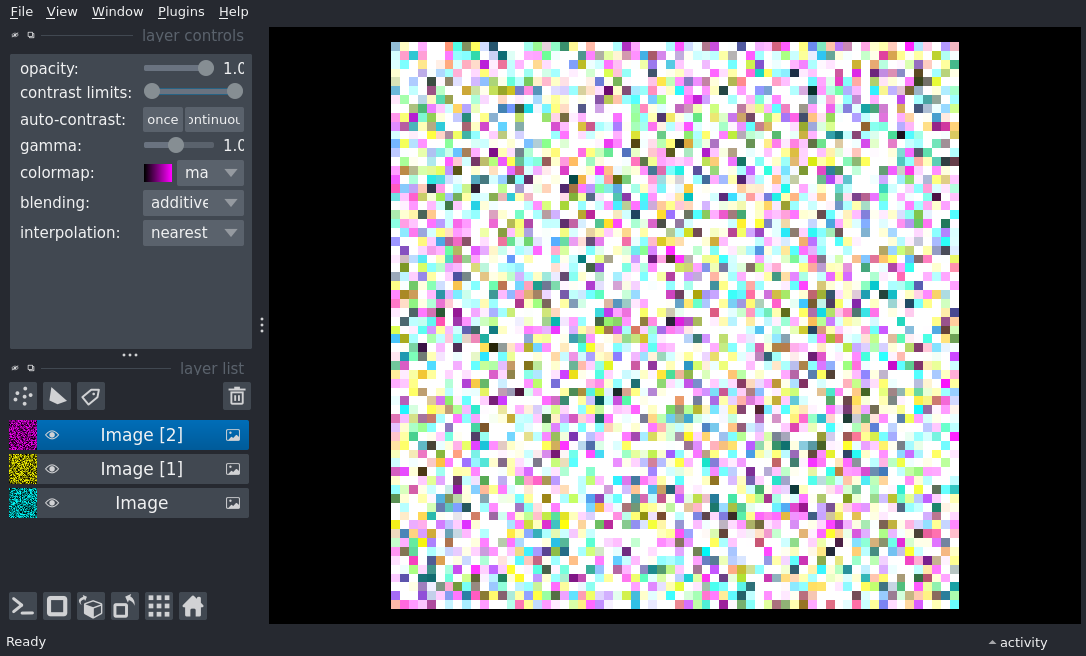 File View Window Plugins Help
layer controls
opacity: 1.0
contrast limits:
auto-contrast: once ontinuou
gamma: 1.0
colormap: ma
blending: additive
interpolation: nearest
layer list
Image [2]
Image [1]
Image
Ready activity